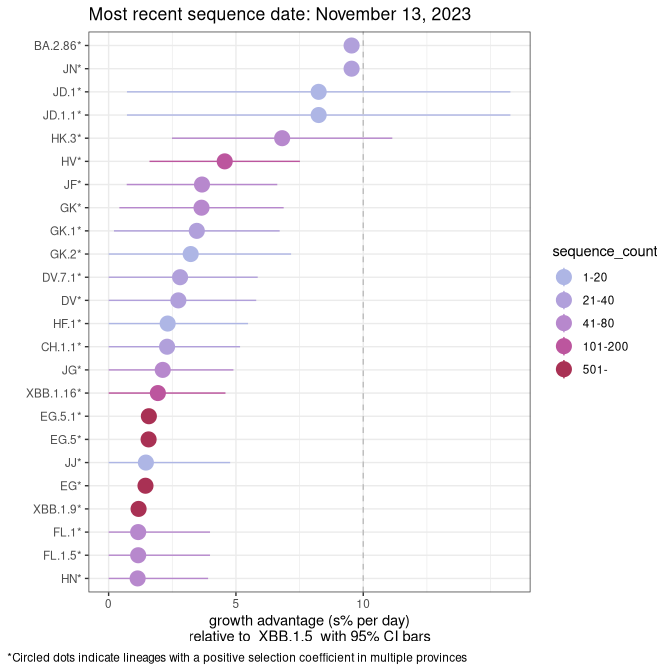 Most recent sequence date: November 13, 2023
BA.2.86*
JN*
JD.1*
JD.1.1*
HK.3*
HV*
JF*
GK*
GK.1*
GK.2*
DV.7.1*
DV*
HF.1*
CH.1.1*
JG*
XBB.1.16*
EG.5.1*
EG.5*
JJ*
EG*
XBB.1.9*
FL.1*
FL.1.5*
HN*
0 5 10
growth advantage (s% per day)
relative to XBB.1.5 with 95% CI bars
sequence_count
1-20
21-40
41-80
101-200
501-
*Circled dots indicate lineages with a positive selection coefficient in multiple provinces